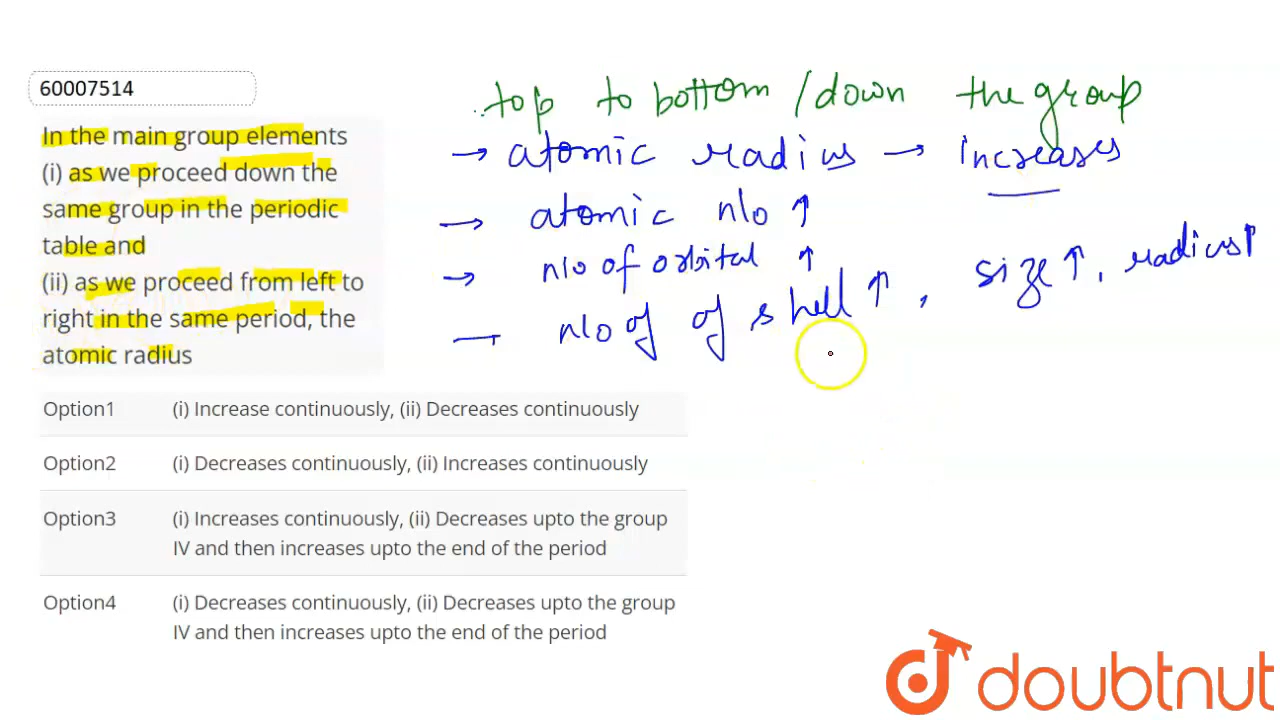 60007514
In the main group elements
(i) as we proceed down the
same group in the periodic
table and
(ii) as we proceed from left to
right in the same period, the
atomic radius
Option1 (i) Increase continuously, (ii) Decreases continuously
Option2 (i) Decreases continuously, (ii) Increases continuously
Option3 (i) Increases continuously, (ii) Decreases upto the group
IV and then increases upto the end of the period
Option4 (i) Decreases continuously, (ii) Decreases upto the group
IV and then increases upto the end of the period
top to bottom / down the group
→ atomic radius → increases
→ atomic n/o ↑
→ n/o of orbital ↑
— n/o of of shell ↑, size ↑, radius ↑
doubtnut